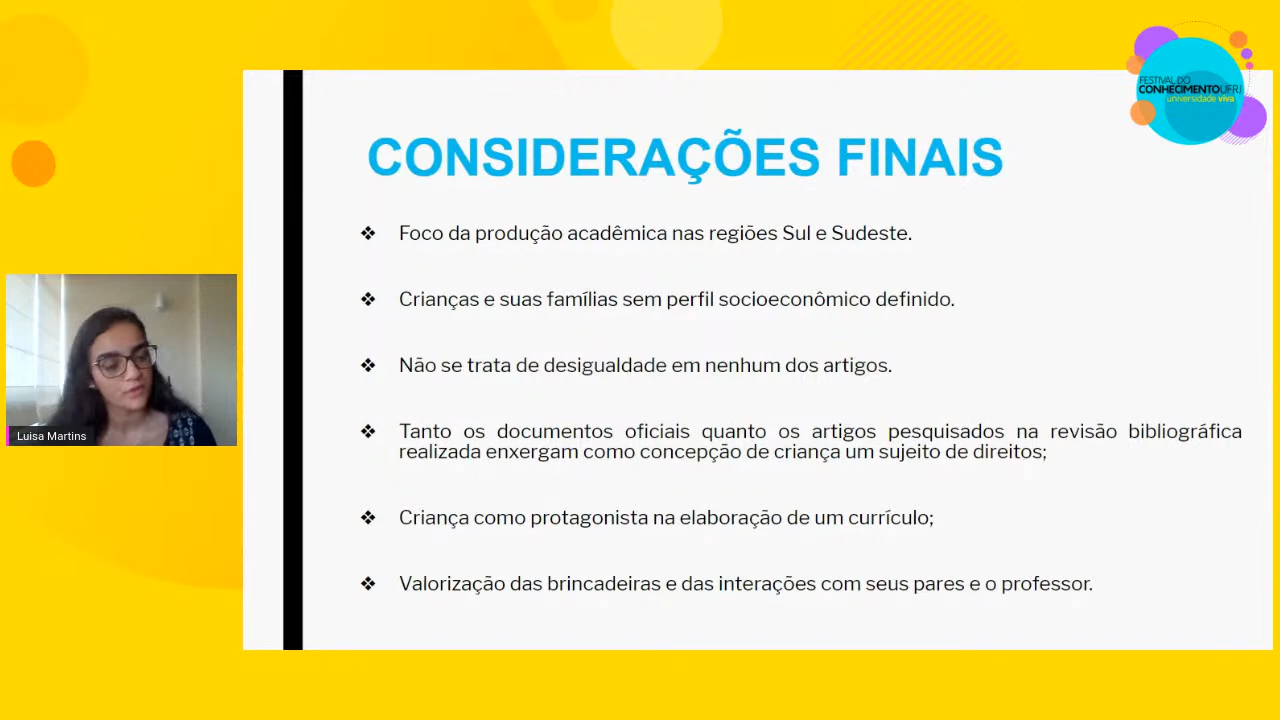 FESTIVAL DO
CONHECIMENTO UFRJ
universidade viva
CONSIDERAÇÕES FINAIS
❖ Foco da produção acadêmica nas regiões Sul e Sudeste.
❖ Crianças e suas famílias sem perfil socioeconômico definido.
❖ Não se trata de desigualdade em nenhum dos artigos.
❖ Tanto os documentos oficiais quanto os artigos pesquisados na revisão bibliográfica
realizada enxergam como concepção de criança um sujeito de direitos;
❖ Criança como protagonista na elaboração de um currículo;
❖ Valorização das brincadeiras e das interações com seus pares e o professor.
Luisa Martins